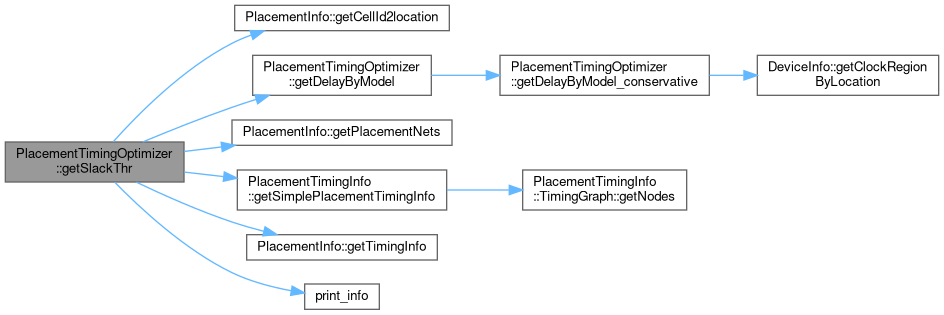 PlacementInfo::getCellId2location
PlacementTimingOptimizer
::getDelayByModel
PlacementTimingOptimizer
::getDelayByModel_conservative
DeviceInfo::getClockRegion
ByLocation
PlacementInfo::getPlacementNets
PlacementTimingOptimizer
::getSlackThr
PlacementTimingInfo
::getSimplePlacementTimingInfo
PlacementTimingInfo
::TimingGraph::getNodes
PlacementInfo::getTimingInfo
print_info